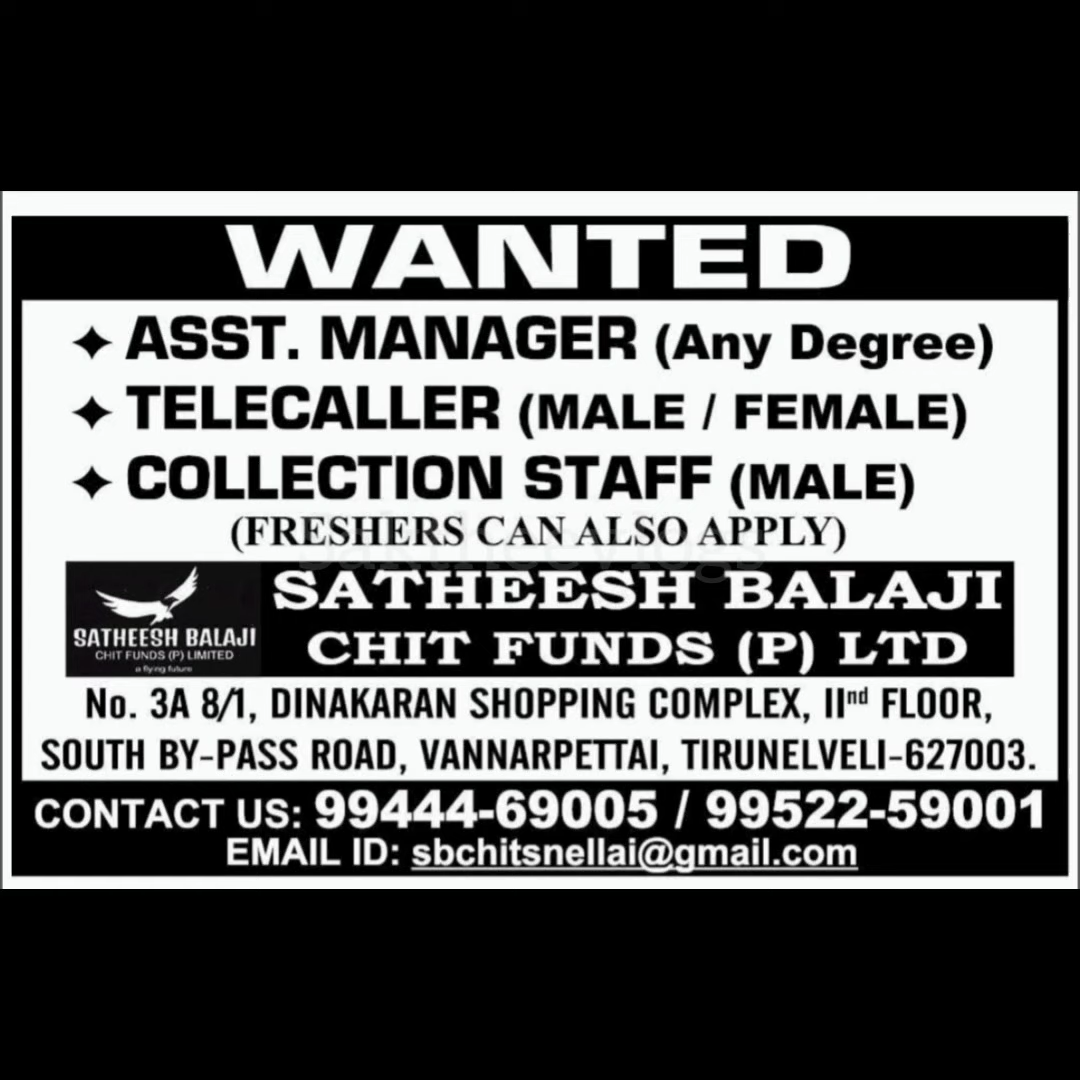 WANTED
✦ ASST. MANAGER (Any Degree)
✦ TELECALLER (MALE / FEMALE)
✦ COLLECTION STAFF (MALE)
(FRESHERS CAN ALSO APPLY)
SATHEESH BALAJI
CHIT FUNDS (P) LIMITED
a flying future
SATHEESH BALAJI
CHIT FUNDS (P) LTD
No. 3A 8/1, DINAKARAN SHOPPING COMPLEX, IInd FLOOR,
SOUTH BY-PASS ROAD, VANNARPETTAI, TIRUNELVELI-627003.
CONTACT US: 99444-69005 / 99522-59001
EMAIL ID: sbchitsnellai@gmail.com